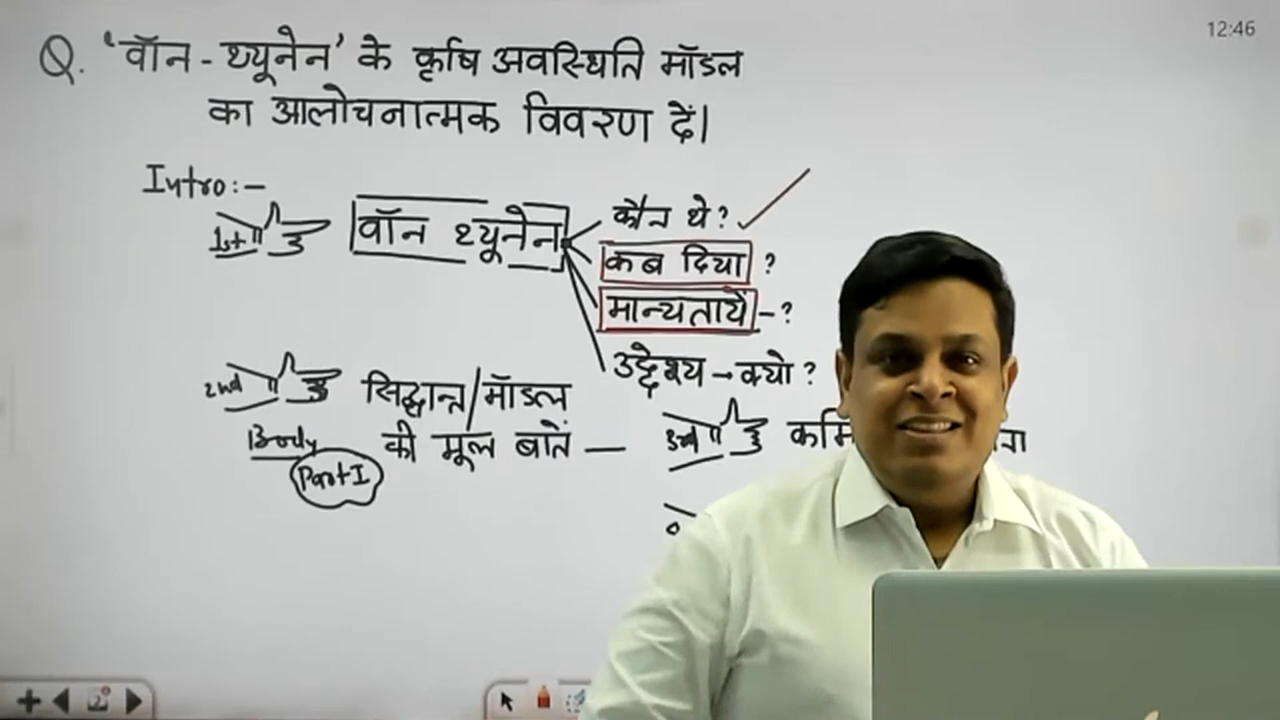 12:46
Q. 'वॉन - थ्यूनेन' के कृषि अवस्थिति मॉडल
का आलोचनात्मक विवरण दें।
Intro :-
1st वॉन थ्यूनेन
कौन थे?
कब दिया ?
मान्यतायें - ?
उद्देश्य → क्यो ?
2nd सिद्धान्त/मॉडल
Body की मूल बातें —
Part I
3rd